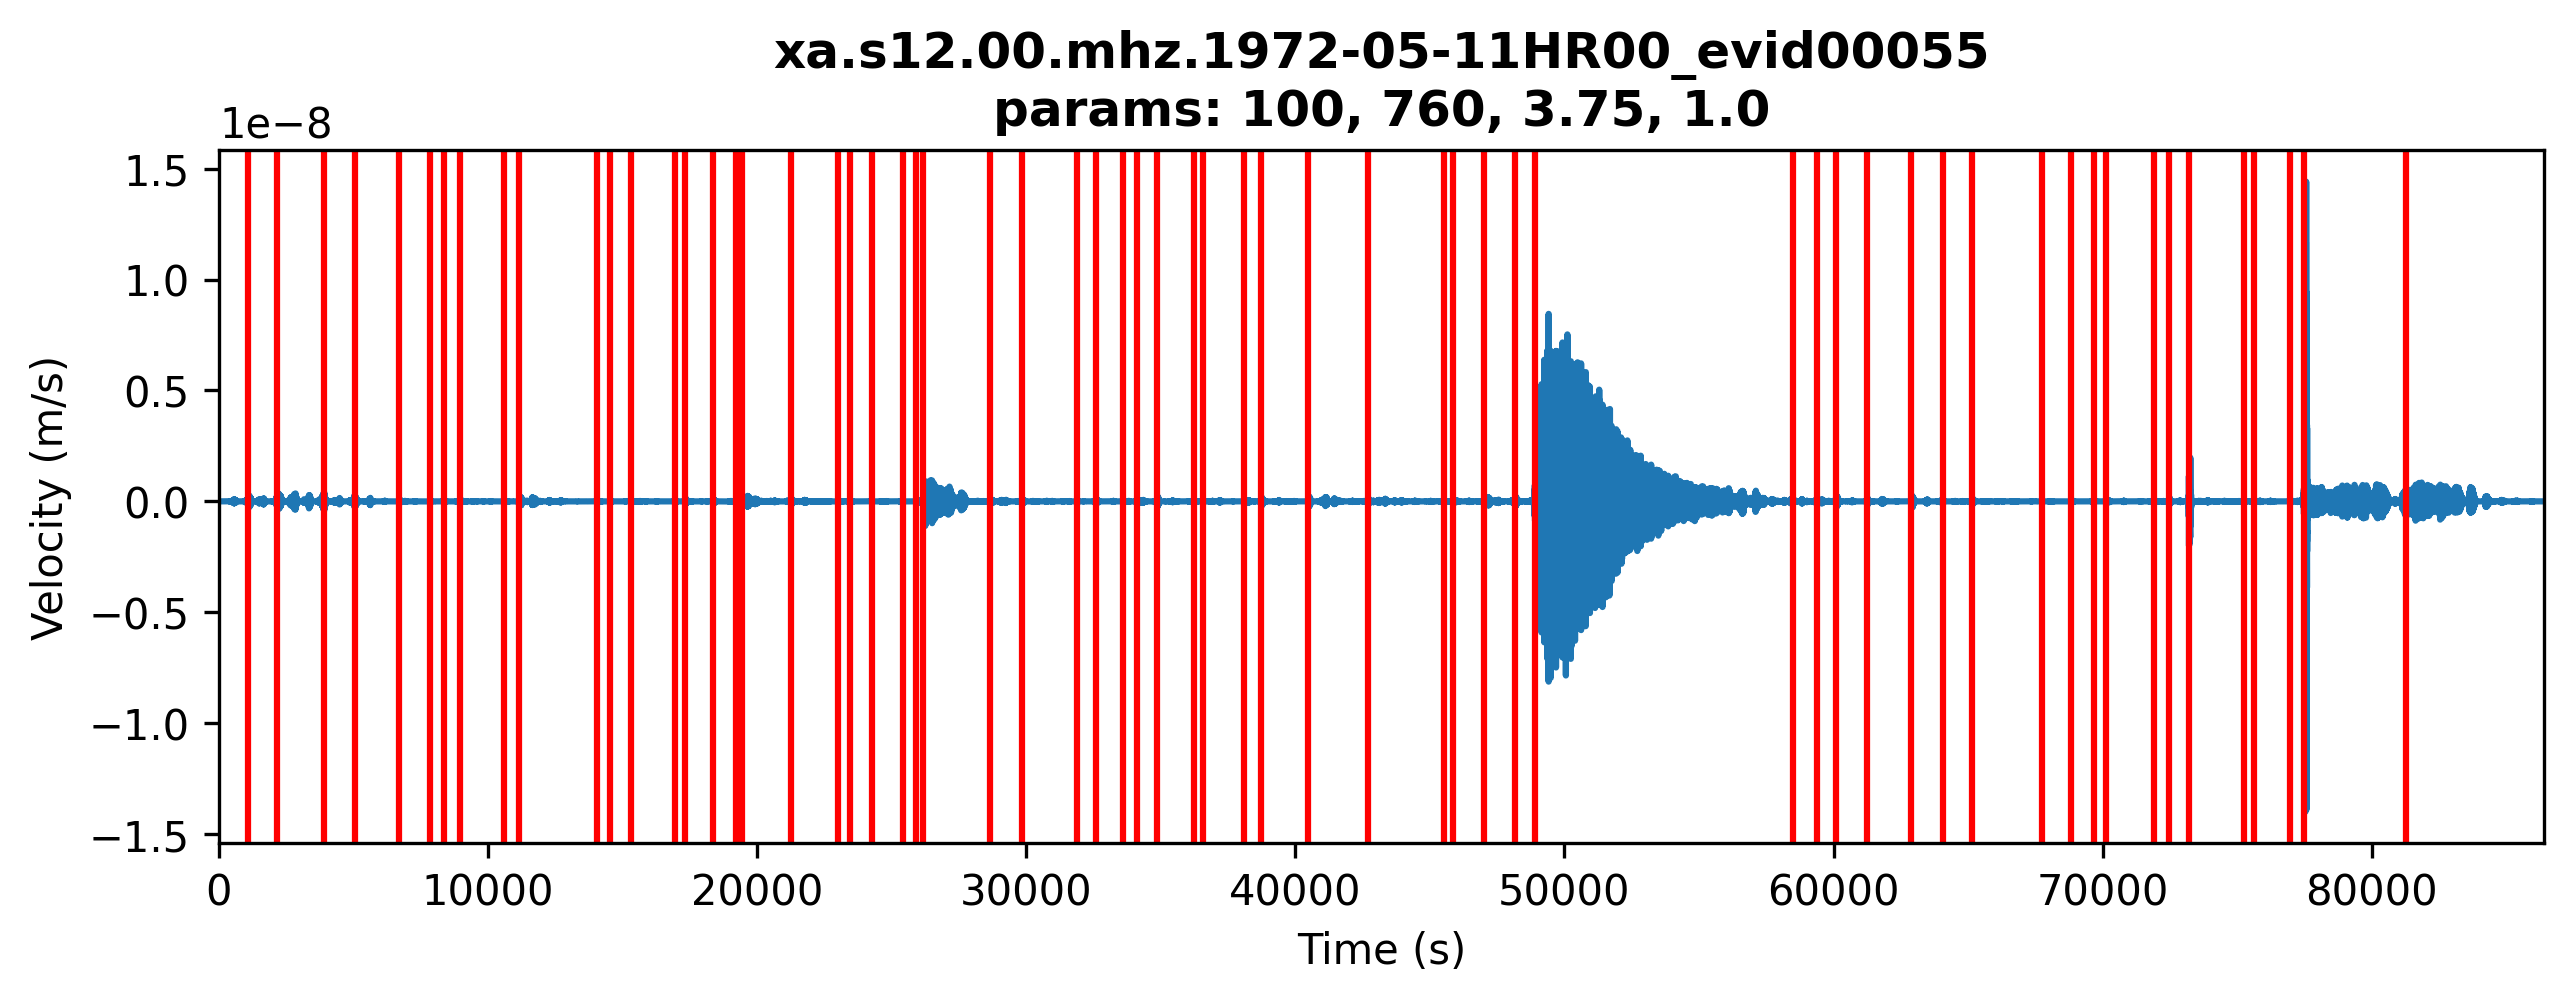 xa.s12.00.mhz.1972-05-11HR00_evid00055
params: 100, 760, 3.75, 1.0
1e−8
1.5
1.0
0.5
0.0
−0.5
−1.0
−1.5
Velocity (m/s)
0 10000 20000 30000 40000 50000 60000 70000 80000
Time (s)